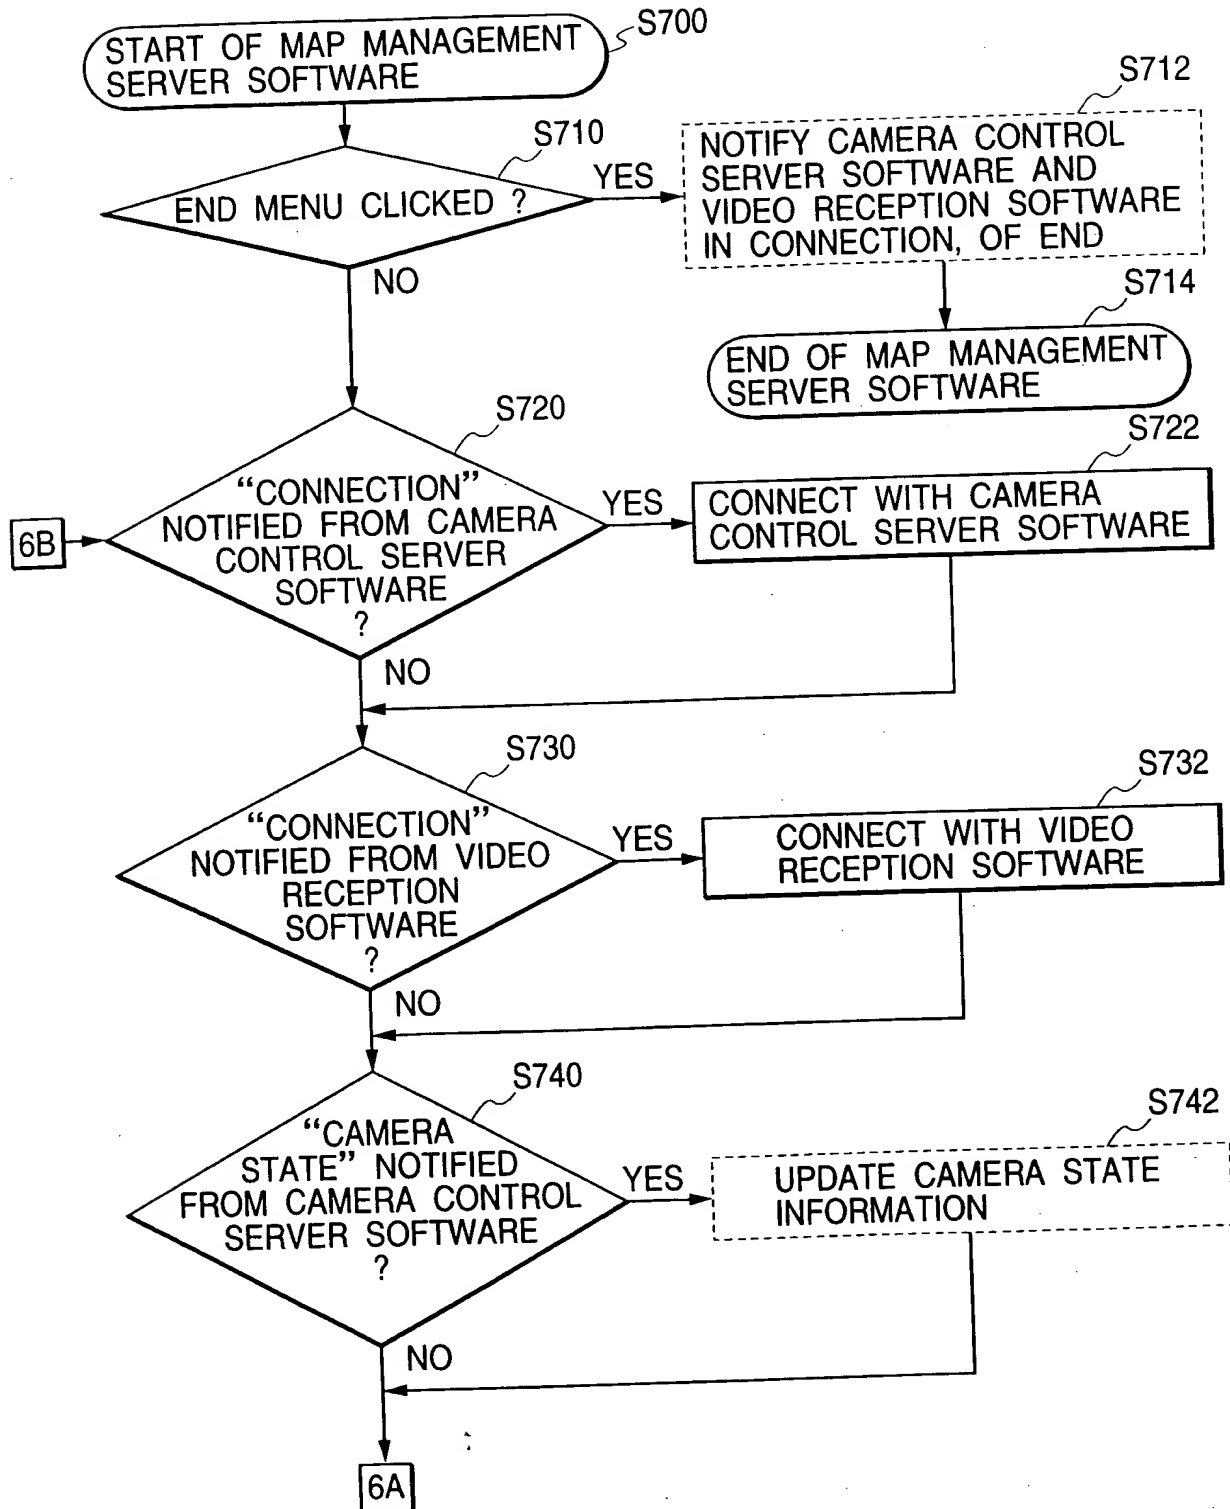 START OF MAP MANAGEMENT
SERVER SOFTWARE
S700
S710
END MENU CLICKED ?
YES
NO
S712
NOTIFY CAMERA CONTROL
SERVER SOFTWARE AND
VIDEO RECEPTION SOFTWARE
IN CONNECTION, OF END
S714
END OF MAP MANAGEMENT
SERVER SOFTWARE
S720
6B
“CONNECTION”
NOTIFIED FROM CAMERA
CONTROL SERVER
SOFTWARE
?
YES
NO
S722
CONNECT WITH CAMERA
CONTROL SERVER SOFTWARE
S730
“CONNECTION”
NOTIFIED FROM VIDEO
RECEPTION
SOFTWARE
?
YES
NO
S732
CONNECT WITH VIDEO
RECEPTION SOFTWARE
S740
“CAMERA
STATE” NOTIFIED
FROM CAMERA CONTROL
SERVER SOFTWARE
?
YES
NO
S742
UPDATE CAMERA STATE
INFORMATION
6A